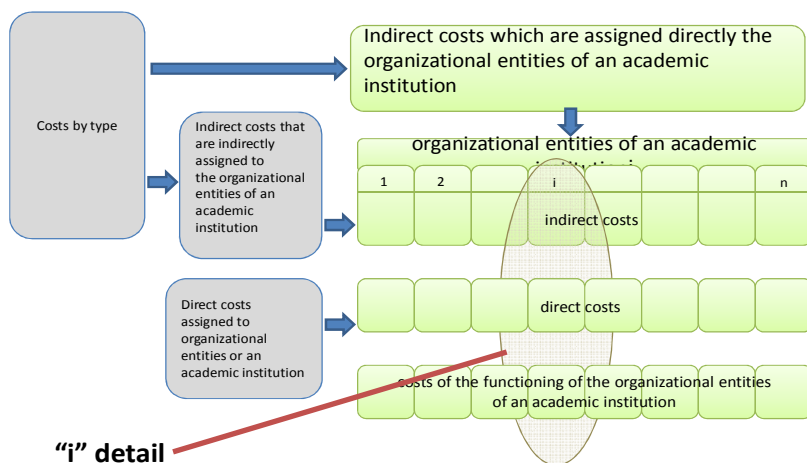 Indirect costs which are assigned directly the
organizational entities of an academic
institution
Costs by type
Indirect costs that
are indirectly
assigned to
the organizational
entities of an
academic
institution
organizational entities of an academic
1 2 i n
indirect costs
Direct costs
assigned to
organizational
entities or an
academic institution
direct costs
costs of the functioning of the organizational entities
of an academic institution
“i” detail